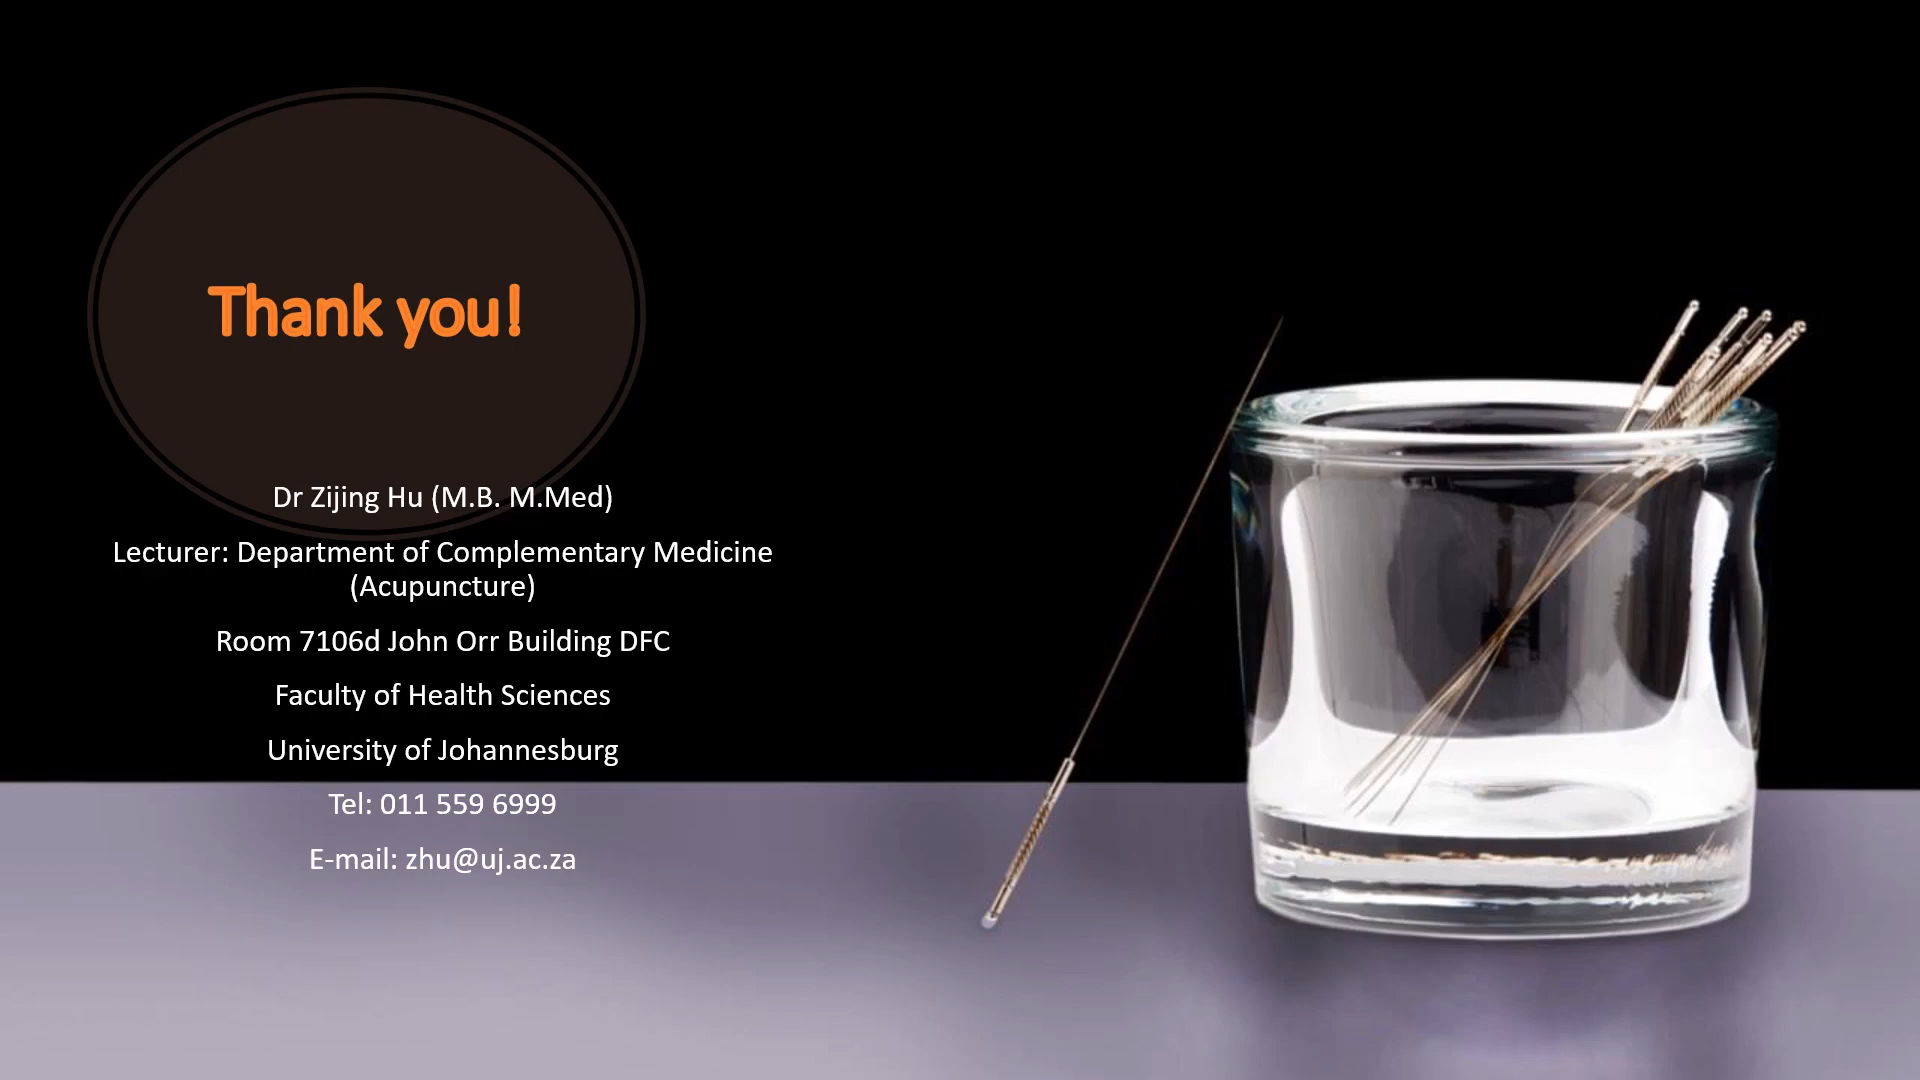 Thank you!
Dr Zijing Hu (M.B. M.Med)
Lecturer: Department of Complementary Medicine
(Acupuncture)
Room 7106d John Orr Building DFC
Faculty of Health Sciences
University of Johannesburg
Tel: 011 559 6999
E-mail: zhu@uj.ac.za